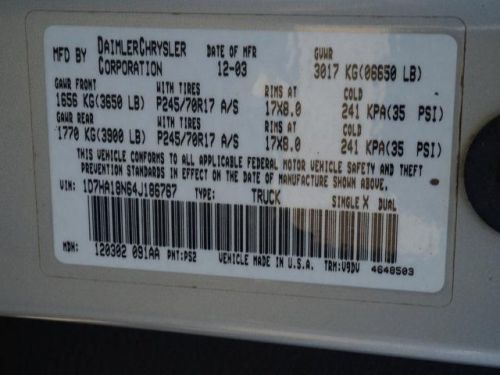 MFD BY DAIMLERCHRYSLER CORPORATION DATE OF MFR 12-03 GVWR 3017 KG(06650 LB)
GAWR FRONT WITH TIRES RIMS AT COLD
1656 KG(3650 LB) P245/70R17 A/S 17X8.0 241 KPA(35 PSI)
GAWR REAR WITH TIRES RIMS AT COLD
1770 KG(3900 LB) P245/70R17 A/S 17X8.0 241 KPA(35 PSI)
THIS VEHICLE CONFORMS TO ALL APPLICABLE FEDERAL MOTOR VEHICLE SAFETY AND THEFT
PREVENTION STANDARDS IN EFFECT ON THE DATE OF MANUFACTURE SHOWN ABOVE.
VIN: 1D7HA18N64J186767 TYPE: TRUCK SINGLE X DUAL
MDH: 120302 091AA PNT:PS2 VEHICLE MADE IN U.S.A. TRM:V9DV 4648503